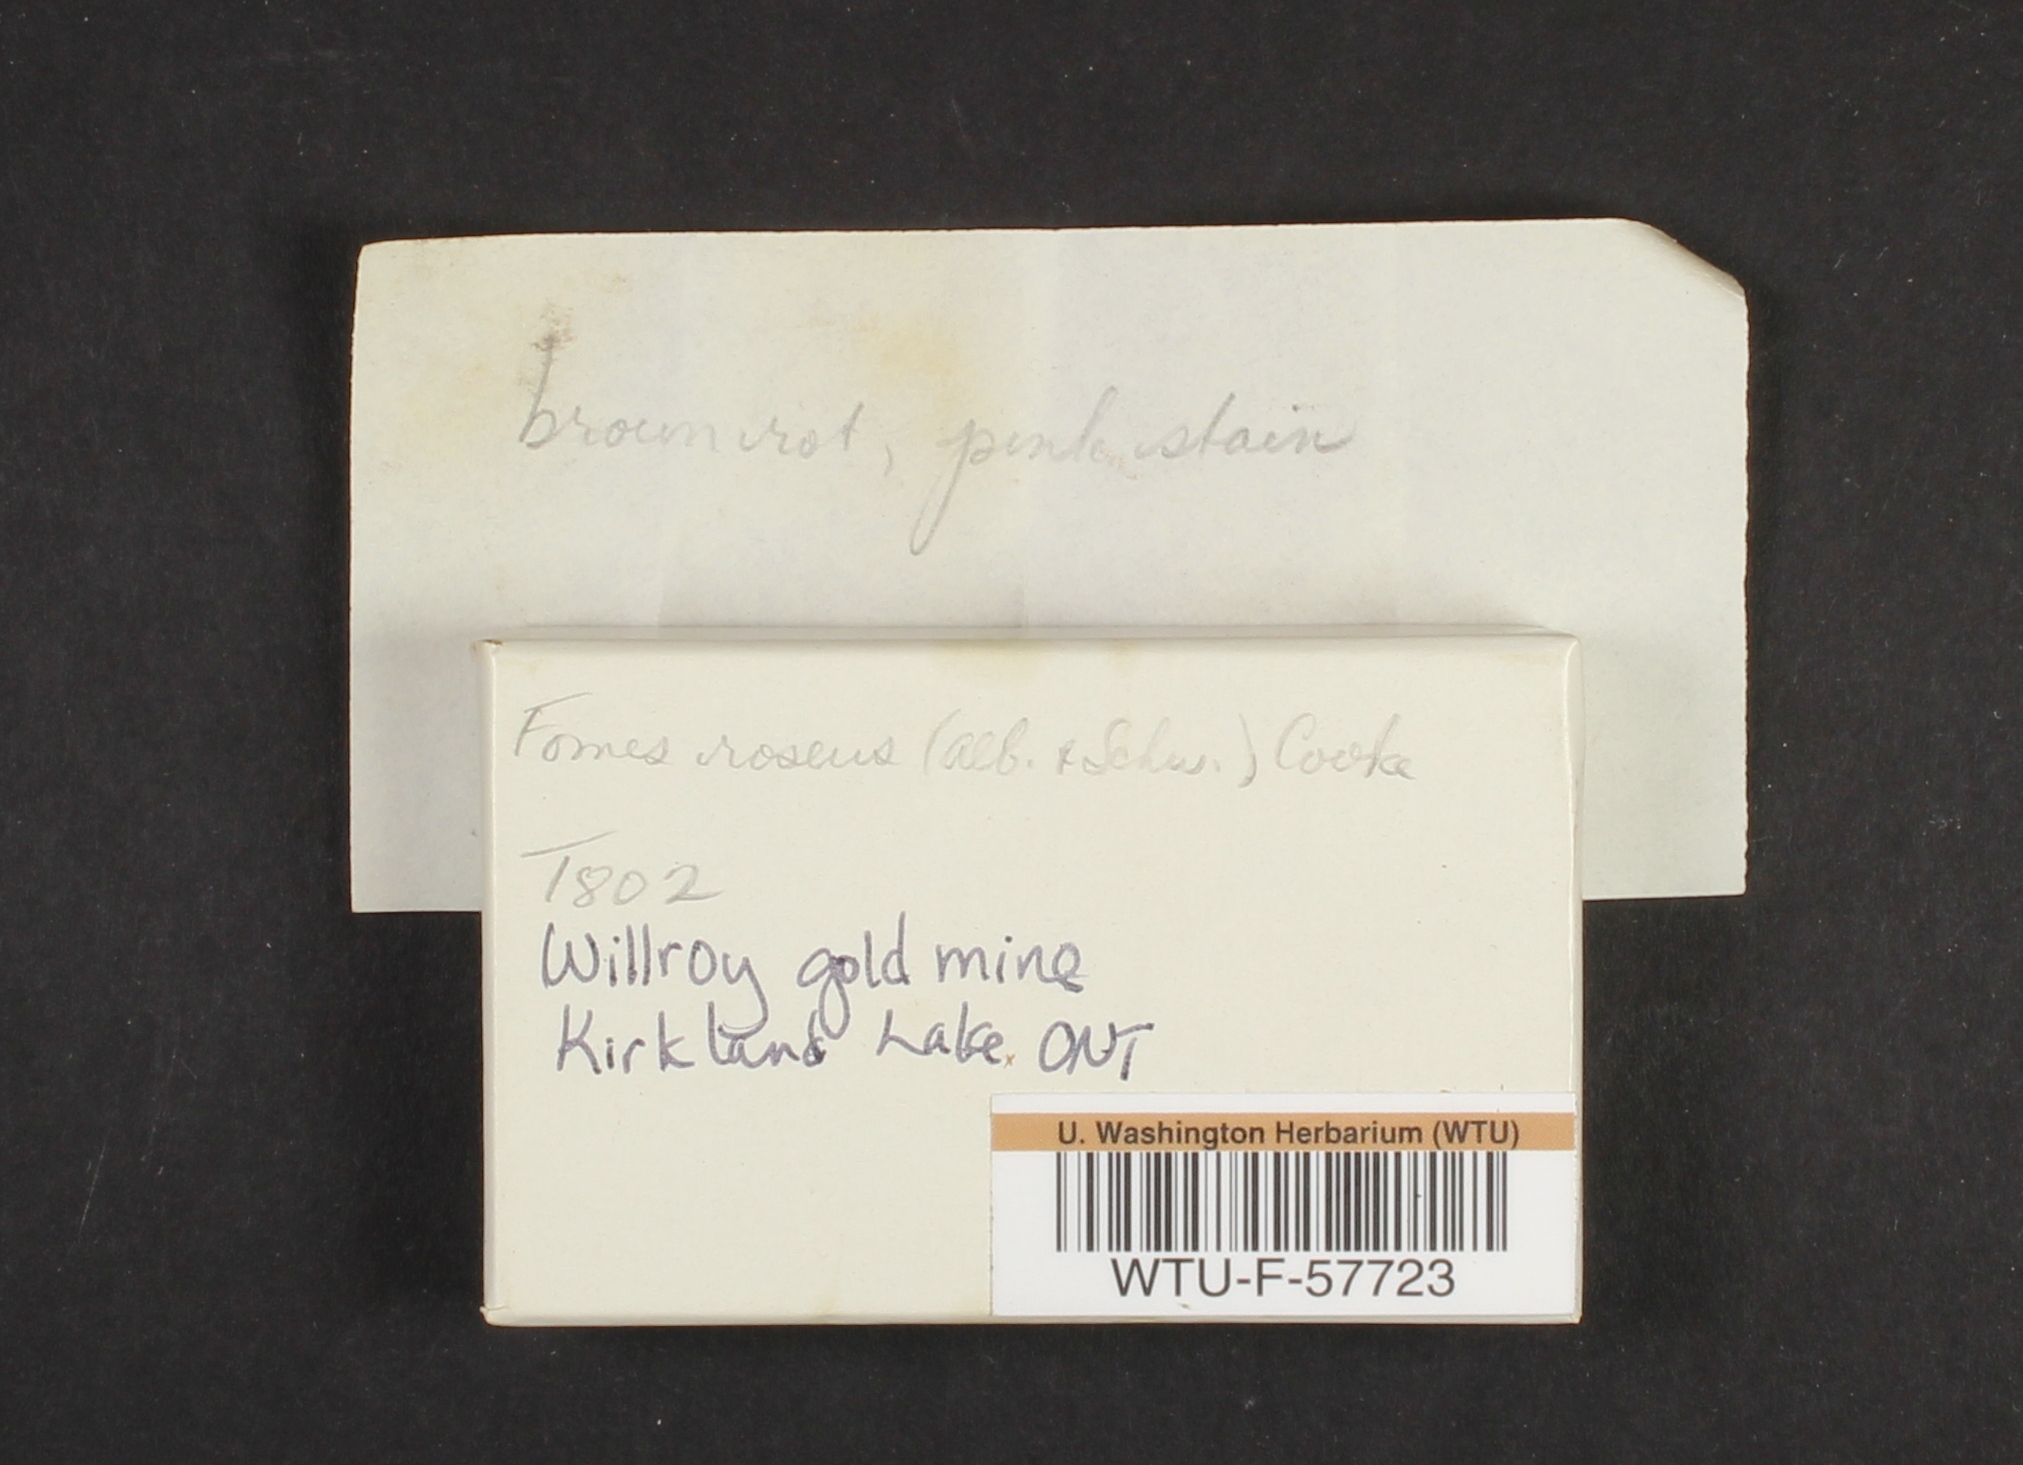 brown rot, pink stain
Fomes roseus (Alb. & Schw.) Cooke
T802
Willroy gold mine
Kirkland Lake ONT
U. Washington Herbarium (WTU)
WTU-F-57723